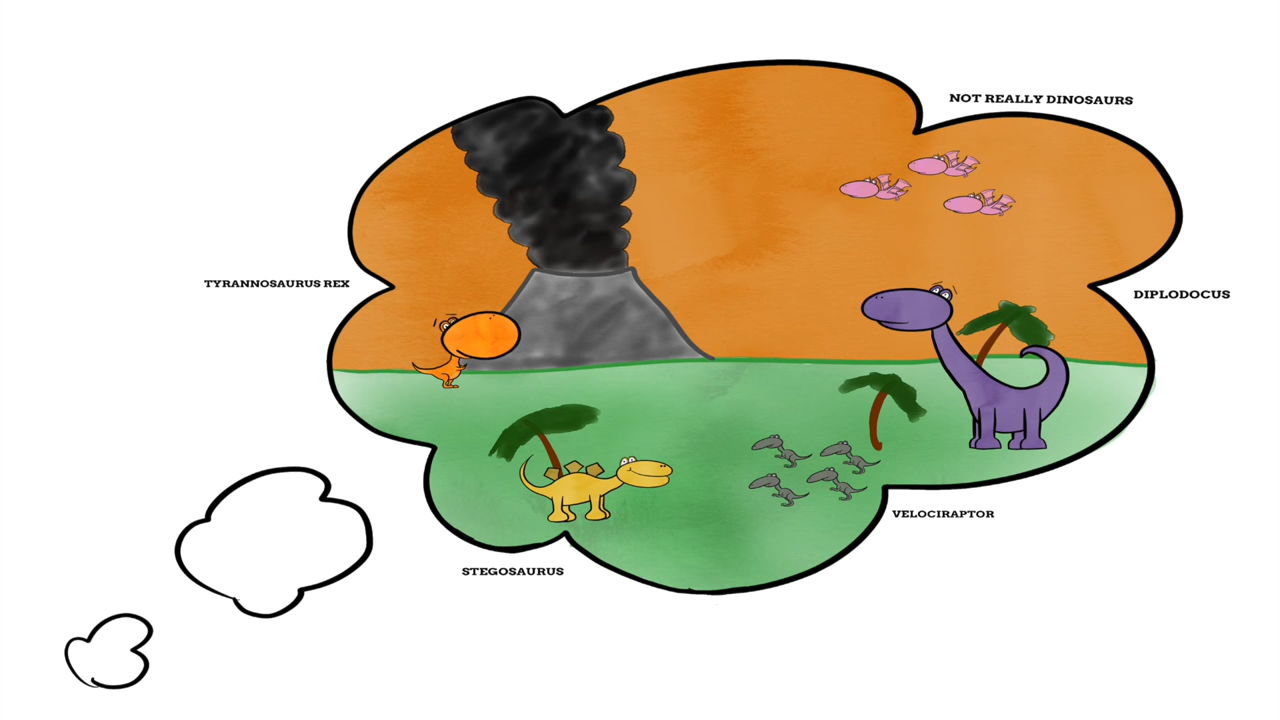 NOT REALLY DINOSAURS
TYRANNOSAURUS REX
DIPLODOCUS
VELOCIRAPTOR
STEGOSAURUS